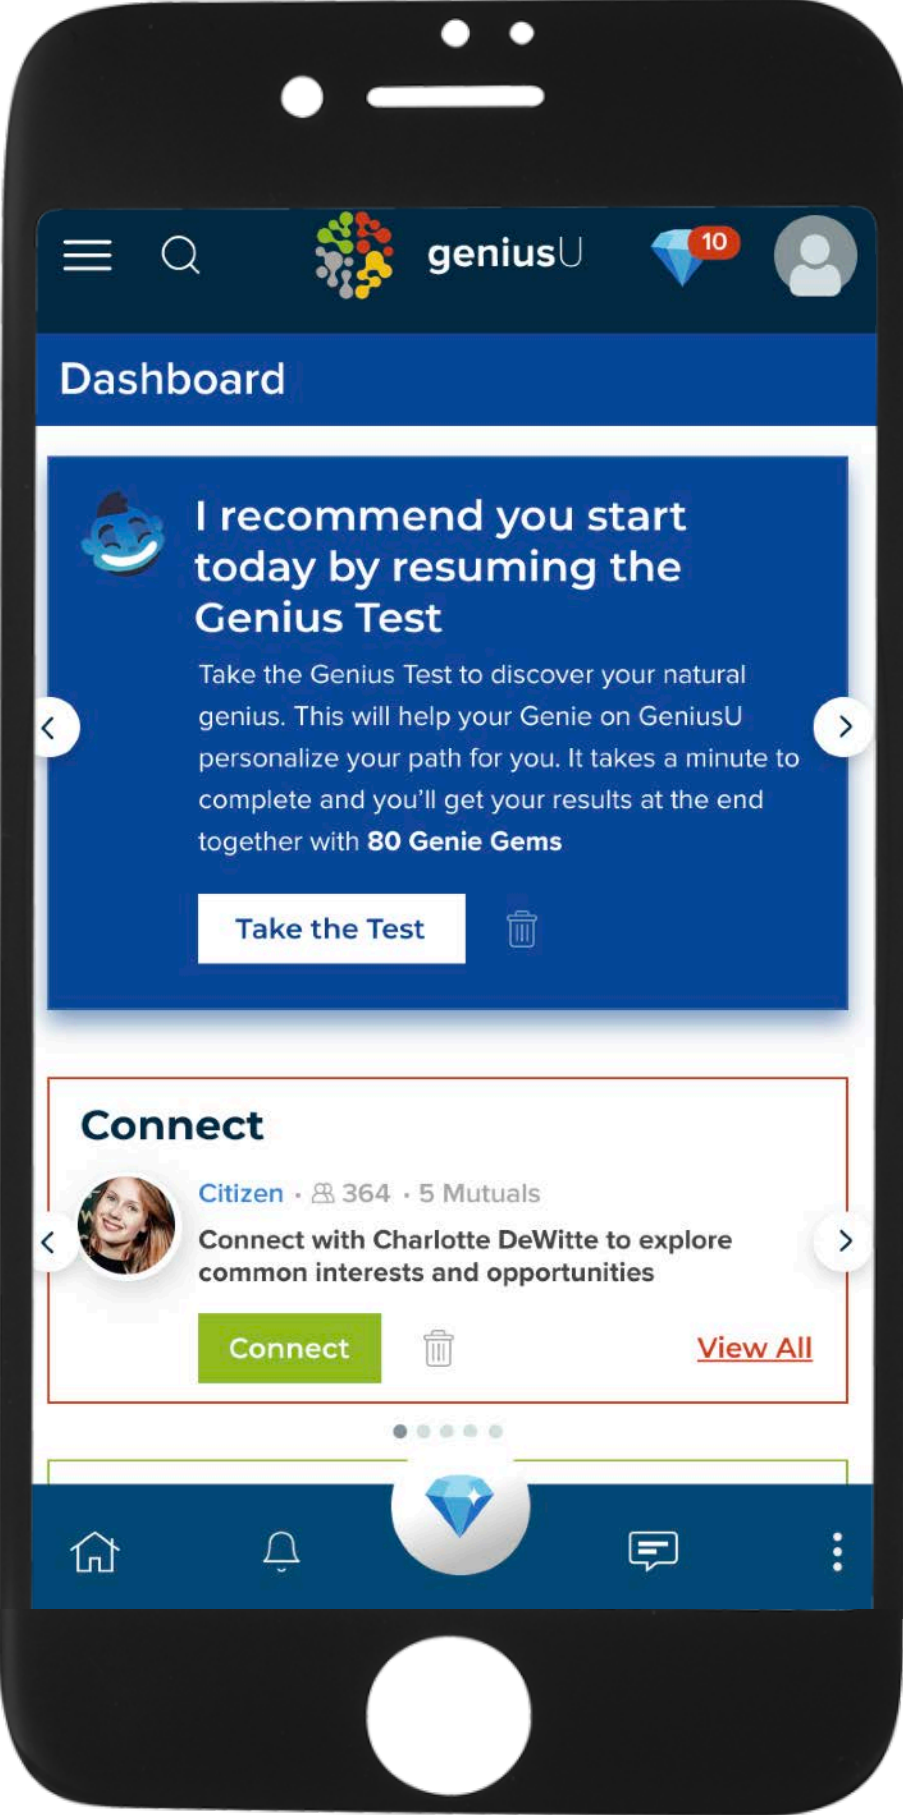 geniusU
10
Dashboard
I recommend you start
today by resuming the
Genius Test
Take the Genius Test to discover your natural
genius. This will help your Genie on GeniusU
personalize your path for you. It takes a minute to
complete and you'll get your results at the end
together with 80 Genie Gems
Take the Test
Connect
Citizen · 364 · 5 Mutuals
Connect with Charlotte DeWitte to explore
common interests and opportunities
Connect
View All